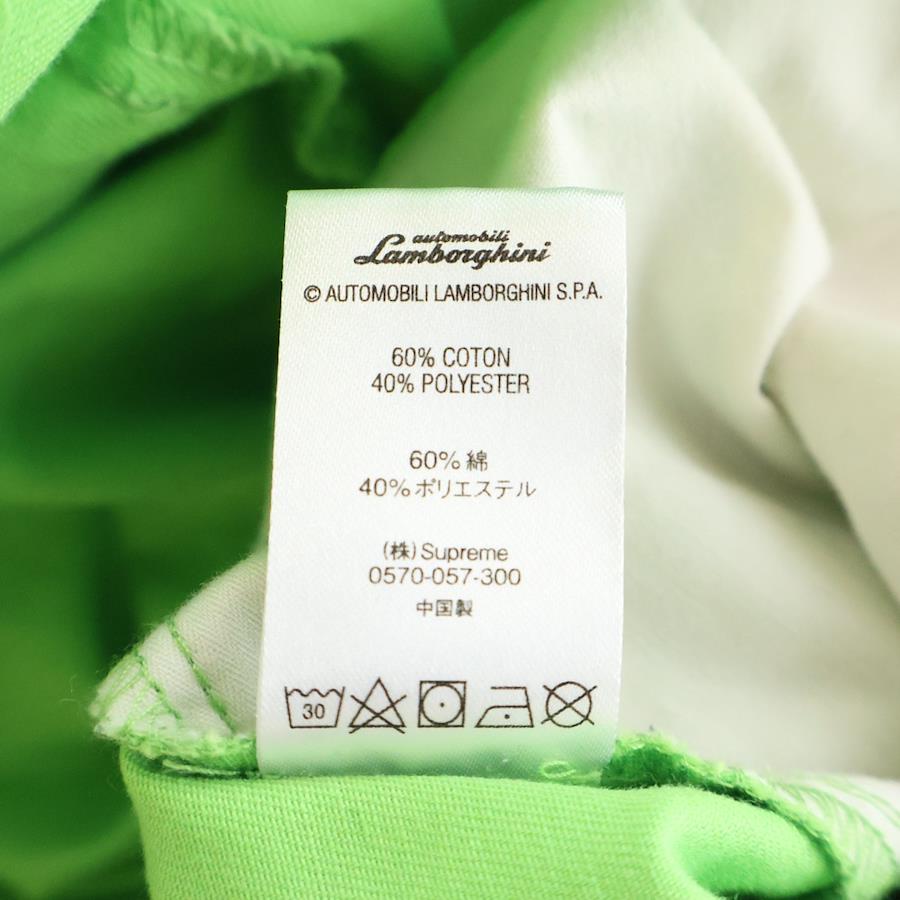 automobili
Lamborghini
© AUTOMOBILI LAMBORGHINI S.P.A.
60% COTON
40% POLYESTER
60%綿
40%ポリエステル
(株)Supreme
0570-057-300
中国製
30